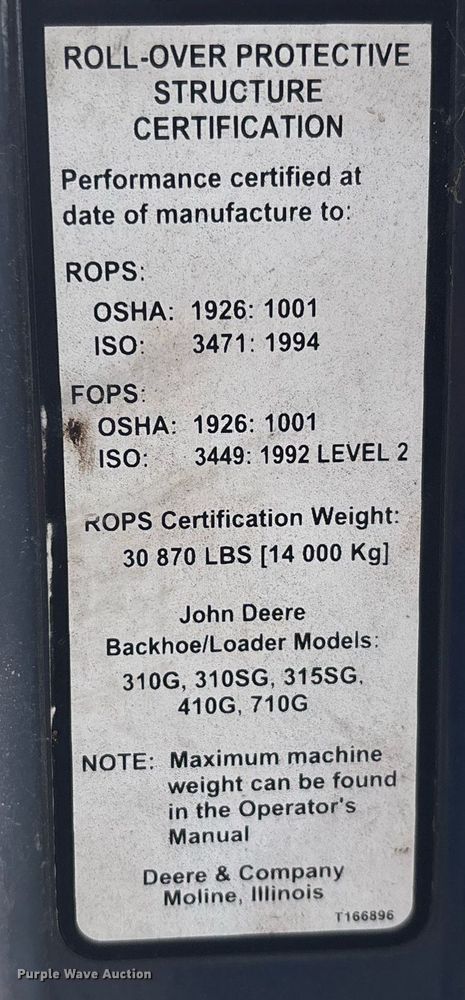 ROLL-OVER PROTECTIVE
STRUCTURE
CERTIFICATION
Performance certified at
date of manufacture to:
ROPS:
OSHA: 1926: 1001
ISO: 3471: 1994
FOPS:
OSHA: 1926: 1001
ISO: 3449: 1992 LEVEL 2
ROPS Certification Weight:
30 870 LBS [14 000 Kg]
John Deere
Backhoe/Loader Models:
310G, 310SG, 315SG,
410G, 710G
NOTE: Maximum machine
weight can be found
in the Operator's
Manual
Deere & Company
Moline, Illinois
T166896
Purple Wave Auction